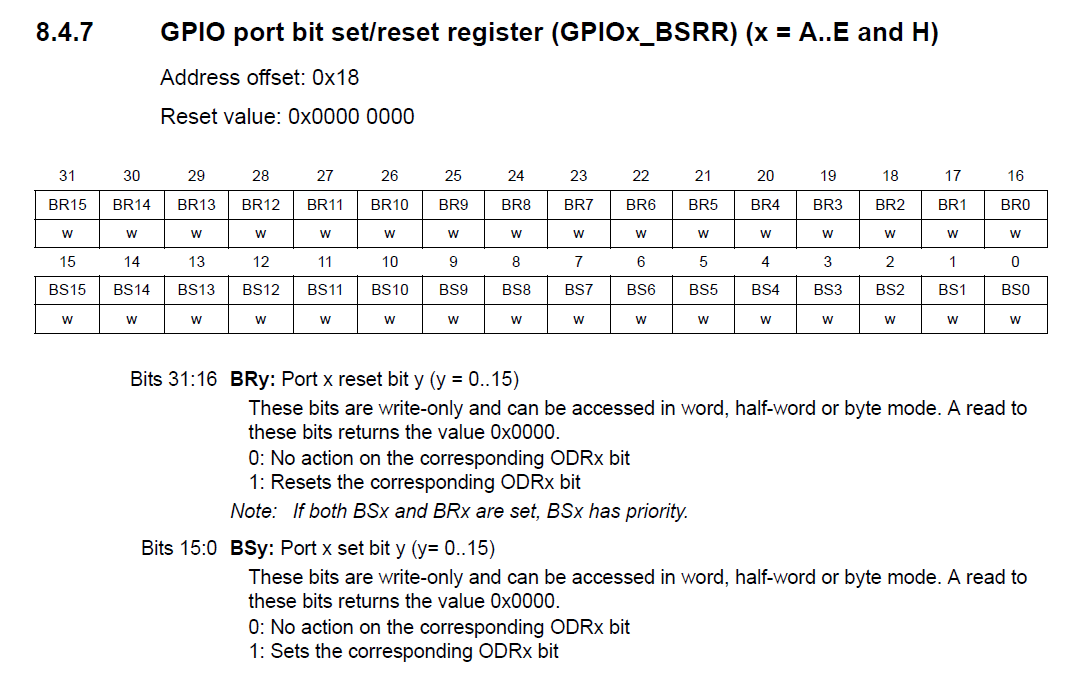 8.4.7 GPIO port bit set/reset register (GPIOx_BSRR) (x = A..E and H)
Address offset: 0x18
Reset value: 0x0000 0000
31 30 29 28 27 26 25 24 23 22 21 20 19 18 17 16
BR15 BR14 BR13 BR12 BR11 BR10 BR9 BR8 BR7 BR6 BR5 BR4 BR3 BR2 BR1 BR0
w w w w w w w w w w w w w w w w
15 14 13 12 11 10 9 8 7 6 5 4 3 2 1 0
BS15 BS14 BS13 BS12 BS11 BS10 BS9 BS8 BS7 BS6 BS5 BS4 BS3 BS2 BS1 BS0
w w w w w w w w w w w w w w w w
Bits 31:16 BRy: Port x reset bit y (y = 0..15)
These bits are write-only and can be accessed in word, half-word or byte mode. A read to
these bits returns the value 0x0000.
0: No action on the corresponding ODRx bit
1: Resets the corresponding ODRx bit
Note: If both BSx and BRx are set, BSx has priority.
Bits 15:0 BSy: Port x set bit y (y= 0..15)
These bits are write-only and can be accessed in word, half-word or byte mode. A read to
these bits returns the value 0x0000.
0: No action on the corresponding ODRx bit
1: Sets the corresponding ODRx bit